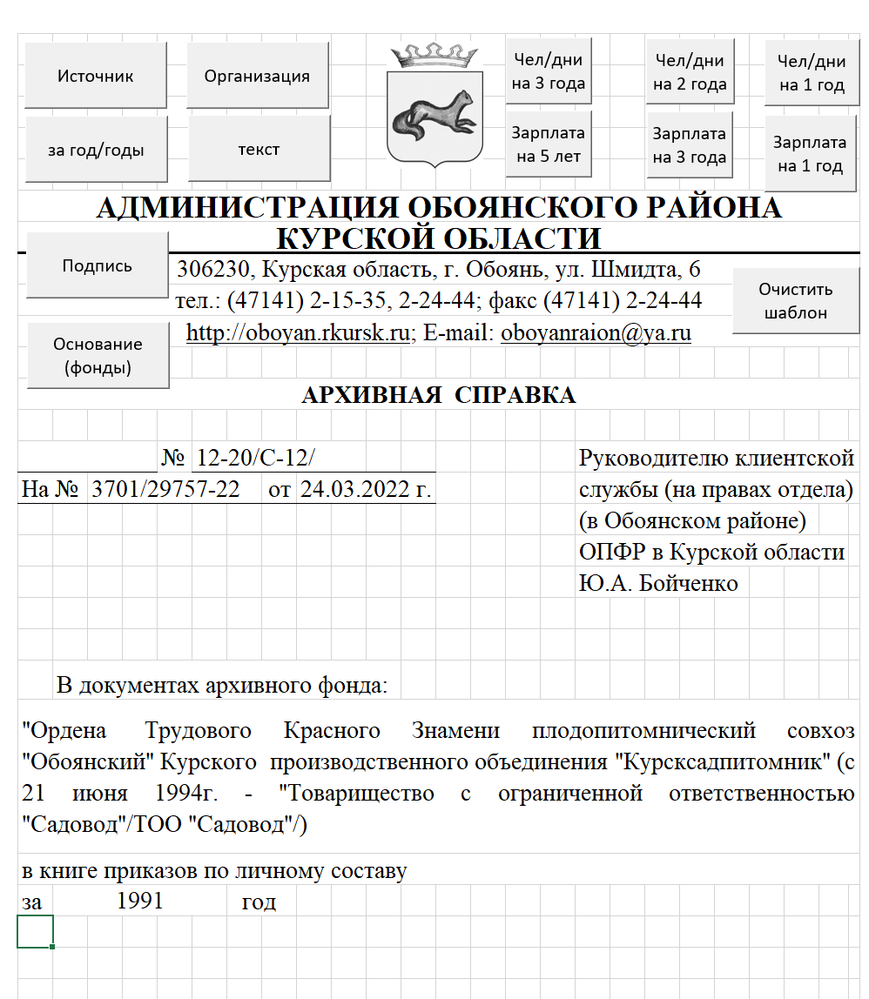 Источник
Организация
Чел/дни
на 3 года
Чел/дни
на 2 года
Чел/дни
на 1 год
за год/годы
текст
Зарплата
на 5 лет
Зарплата
на 3 года
Зарплата
на 1 год
АДМИНИСТРАЦИЯ ОБОЯНСКОГО РАЙОНА
КУРСКОЙ ОБЛАСТИ
Подпись
306230, Курская область, г. Обоянь, ул. Шмидта, 6
тел.: (47141) 2-15-35, 2-24-44; факс (47141) 2-24-44
Очистить
шаблон
http://oboyan.rkursk.ru; E-mail: oboyanraion@ya.ru
Основание
(фонды)
АРХИВНАЯ СПРАВКА
№ 12-20/С-12/
На № 3701/29757-22 от 24.03.2022 г.
Руководителю клиентской
службы (на правах отдела)
(в Обоянском районе)
ОПФР в Курской области
Ю.А. Бойченко
В документах архивного фонда:
"Ордена Трудового Красного Знамени плодопитомнический совхоз
"Обоянский" Курского производственного объединения "Курсксадпитомник" (с
21 июня 1994г. - "Товарищество с ограниченной ответственностью
"Садовод"/ТОО "Садовод"/)
в книге приказов по личному составу
за 1991 год